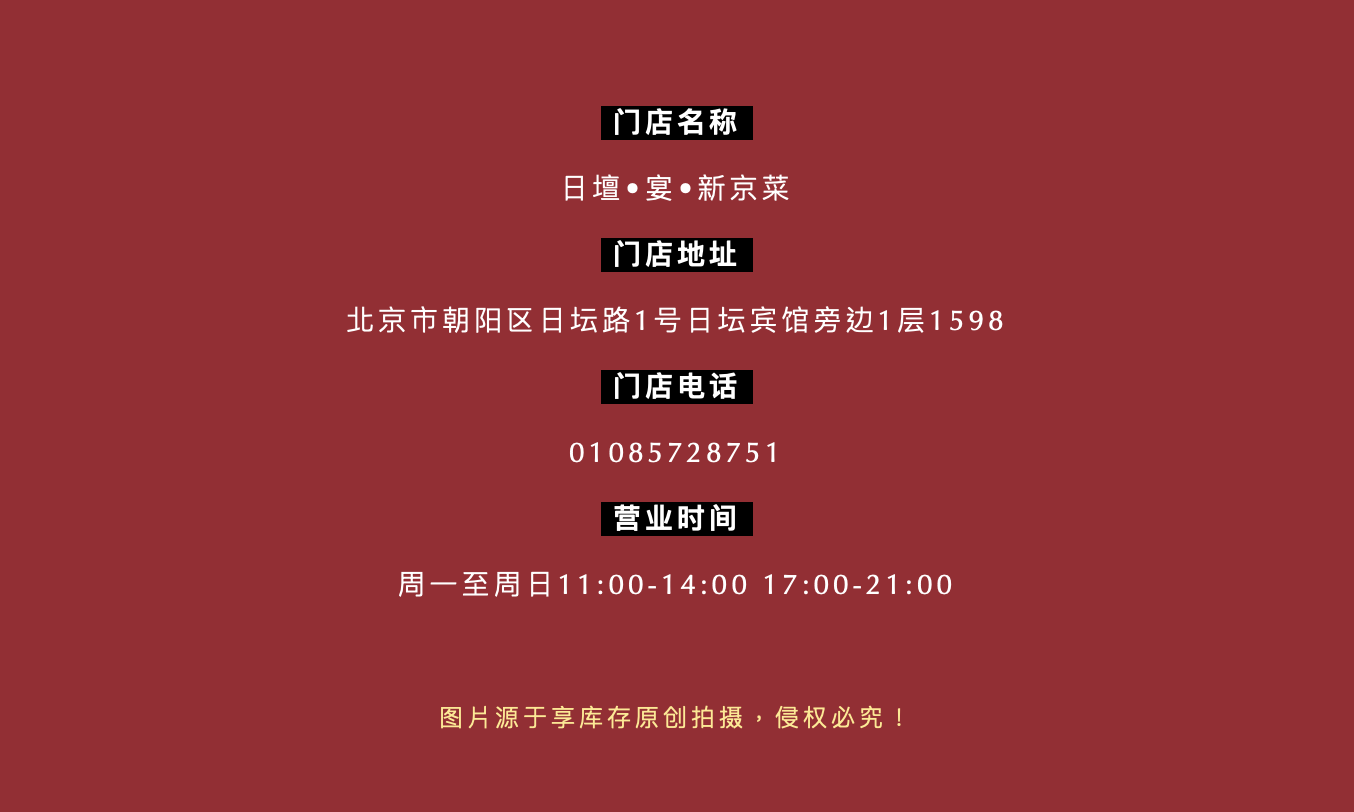 门店名称
日壇•宴•新京菜
门店地址
北京市朝阳区日坛路1号日坛宾馆旁边1层1598
门店电话
01085728751
营业时间
周一至周日11:00-14:00 17:00-21:00
图片源于享库存原创拍摄，侵权必究！